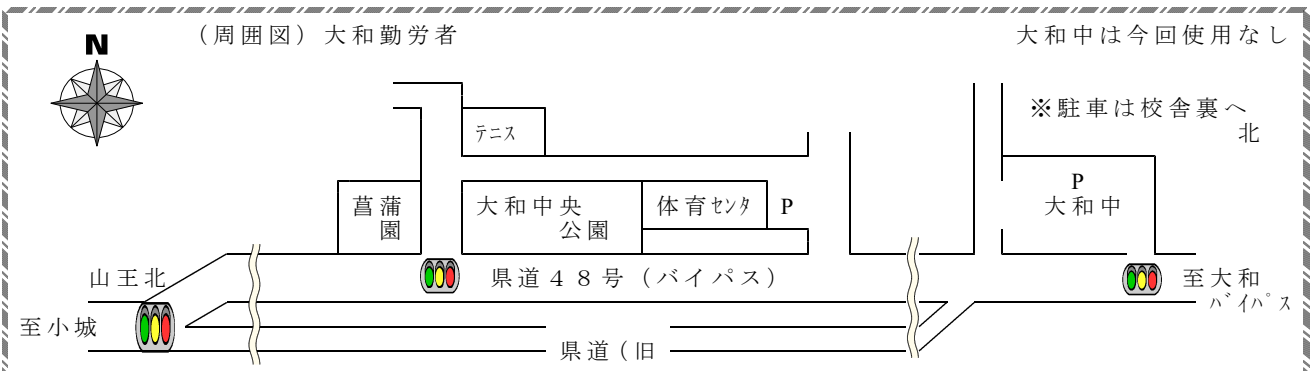 N
(周囲図)大和勤労者
大和中は今回使用なし
※駐車は校舎裏へ
北
テニス
P
菖蒲
園
大和中央
公園
体育センタ
P
大和中
山王北
県道48号(バイパス)
至大和
バイパス
至小城
県道(旧